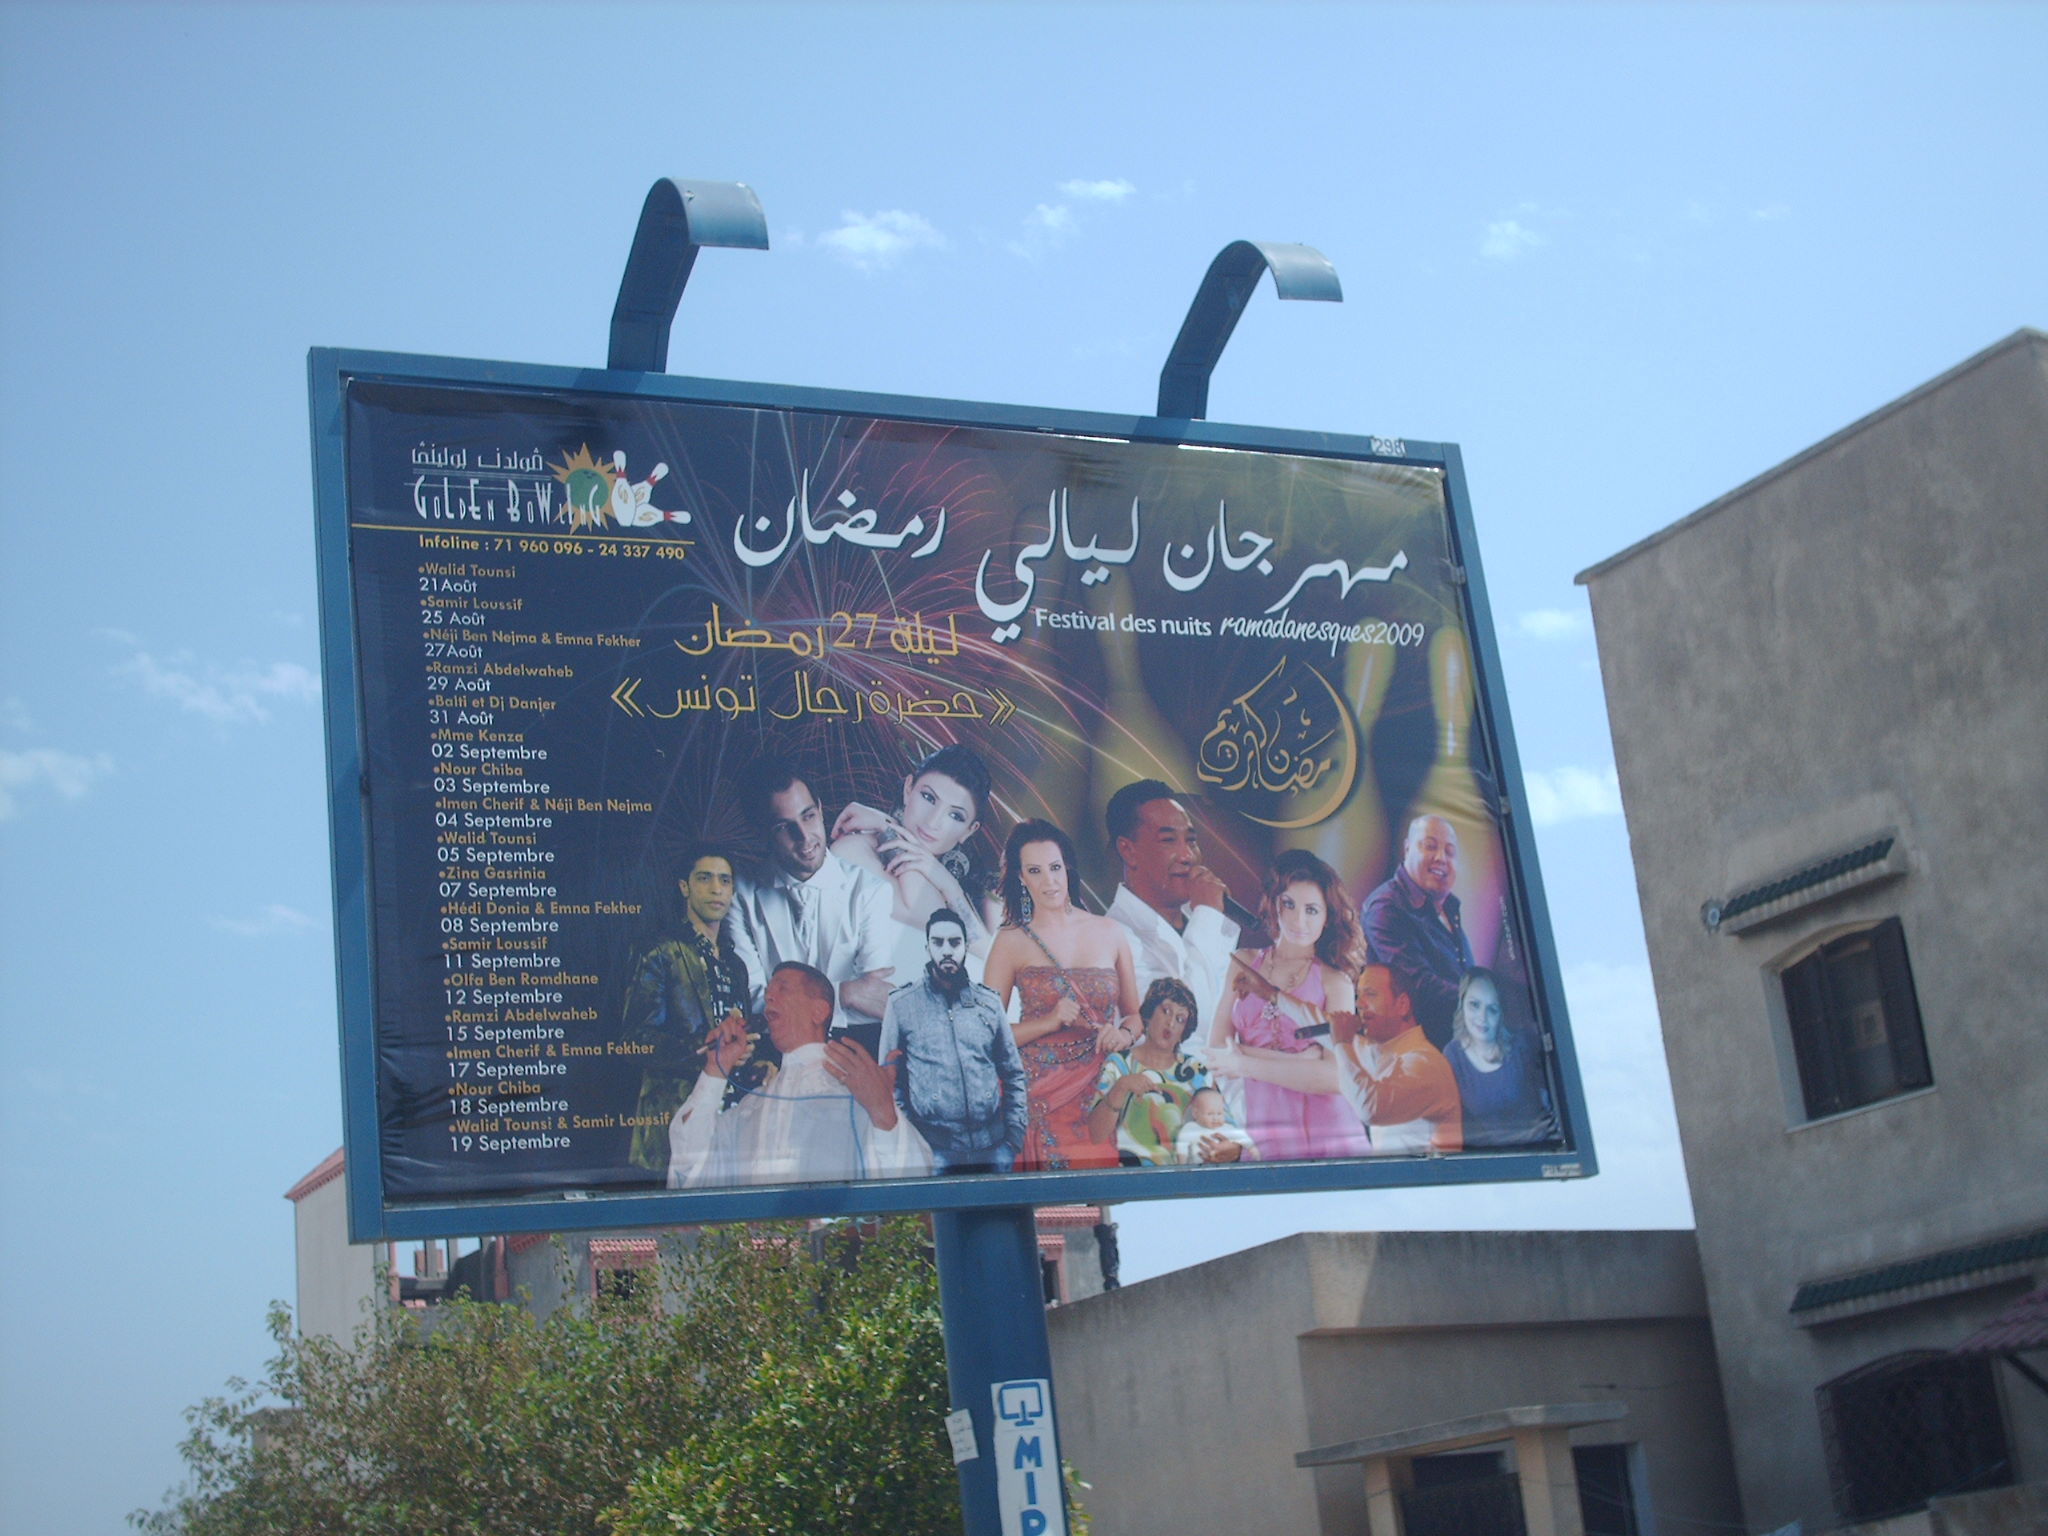 ڤولدن بولينڤ
GOLDEN BOWLING
Infoline : 71 960 096 - 24 337 490
مهرجان ليالي رمضان
Festival des nuits ramadanesques2009
ليلة 27 رمضان
«حضرة رجال تونس»
رمضان كريم
•Walid Tounsi
21Août
•Samir Loussif
25 Août
•Néji Ben Nejma & Emna Fekher
27Août
•Ramzi Abdelwaheb
29 Août
•Balti et Dj Danjer
31 Août
•Mme Kenza
02 Septembre
•Nour Chiba
03 Septembre
•Imen Cherif & Néji Ben Nejma
04 Septembre
•Walid Tounsi
05 Septembre
•Zina Gasrinia
07 Septembre
•Hédi Donia & Emna Fekher
08 Septembre
•Samir Loussif
11 Septembre
•Olfa Ben Romdhane
12 Septembre
•Ramzi Abdelwaheb
15 Septembre
•Imen Cherif & Emna Fekher
17 Septembre
•Nour Chiba
18 Septembre
•Walid Tounsi & Samir Loussif
19 Septembre
298
MIP